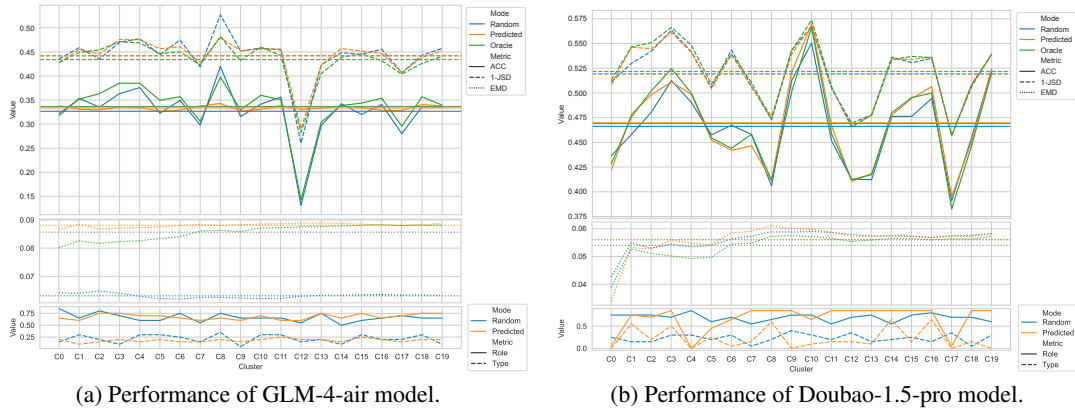 Mode
Random
Predicted
Oracle
Metric
ACC
1-JSD
EMD
0.50
0.45
0.40
0.35
0.30
0.25
0.20
0.15
Value
0.09
0.08
0.07
0.75
0.50
0.25
Value
Mode
Random
Predicted
Metric
Role
Type
C0 C1 C2 C3 C4 C5 C6 C7 C8 C9 C10 C11 C12 C13 C14 C15 C16 C17 C18 C19
Cluster
(a) Performance of GLM-4-air model.
Mode
Random
Predicted
Oracle
Metric
ACC
1-JSD
EMD
0.575
0.550
0.525
0.500
0.475
0.450
0.425
0.400
0.375
Value
0.06
0.05
0.04
0.5
0.0
Value
Mode
Random
Predicted
Metric
Role
Type
C0 C1 C2 C3 C4 C5 C6 C7 C8 C9 C10 C11 C12 C13 C14 C15 C16 C17 C18 C19
Cluster
(b) Performance of Doubao-1.5-pro model.